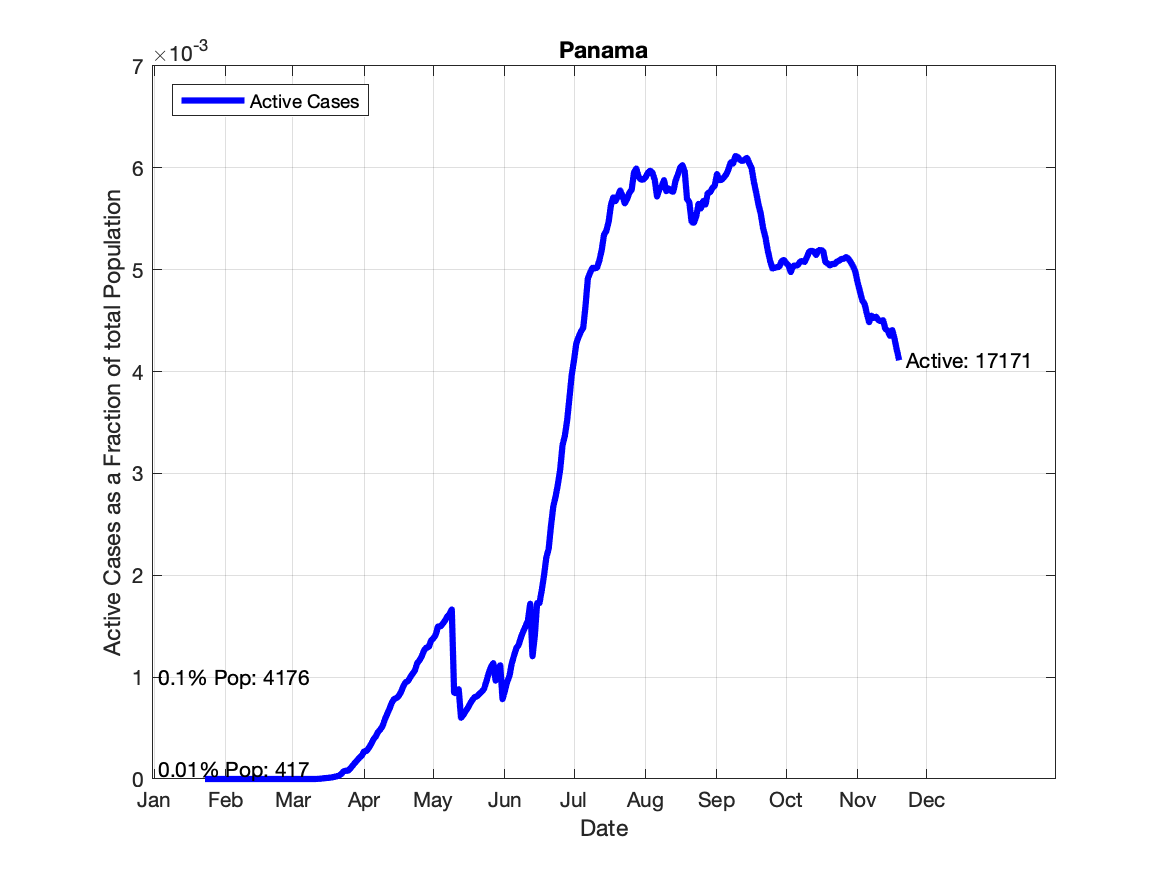 Panama
×10-3
Active Cases
7
6
5
4
3
2
1
0
Active Cases as a Fraction of total Population
Active: 17171
0.1% Pop: 4176
0.01% Pop: 417
Jan Feb Mar Apr May Jun Jul Aug Sep Oct Nov Dec
Date